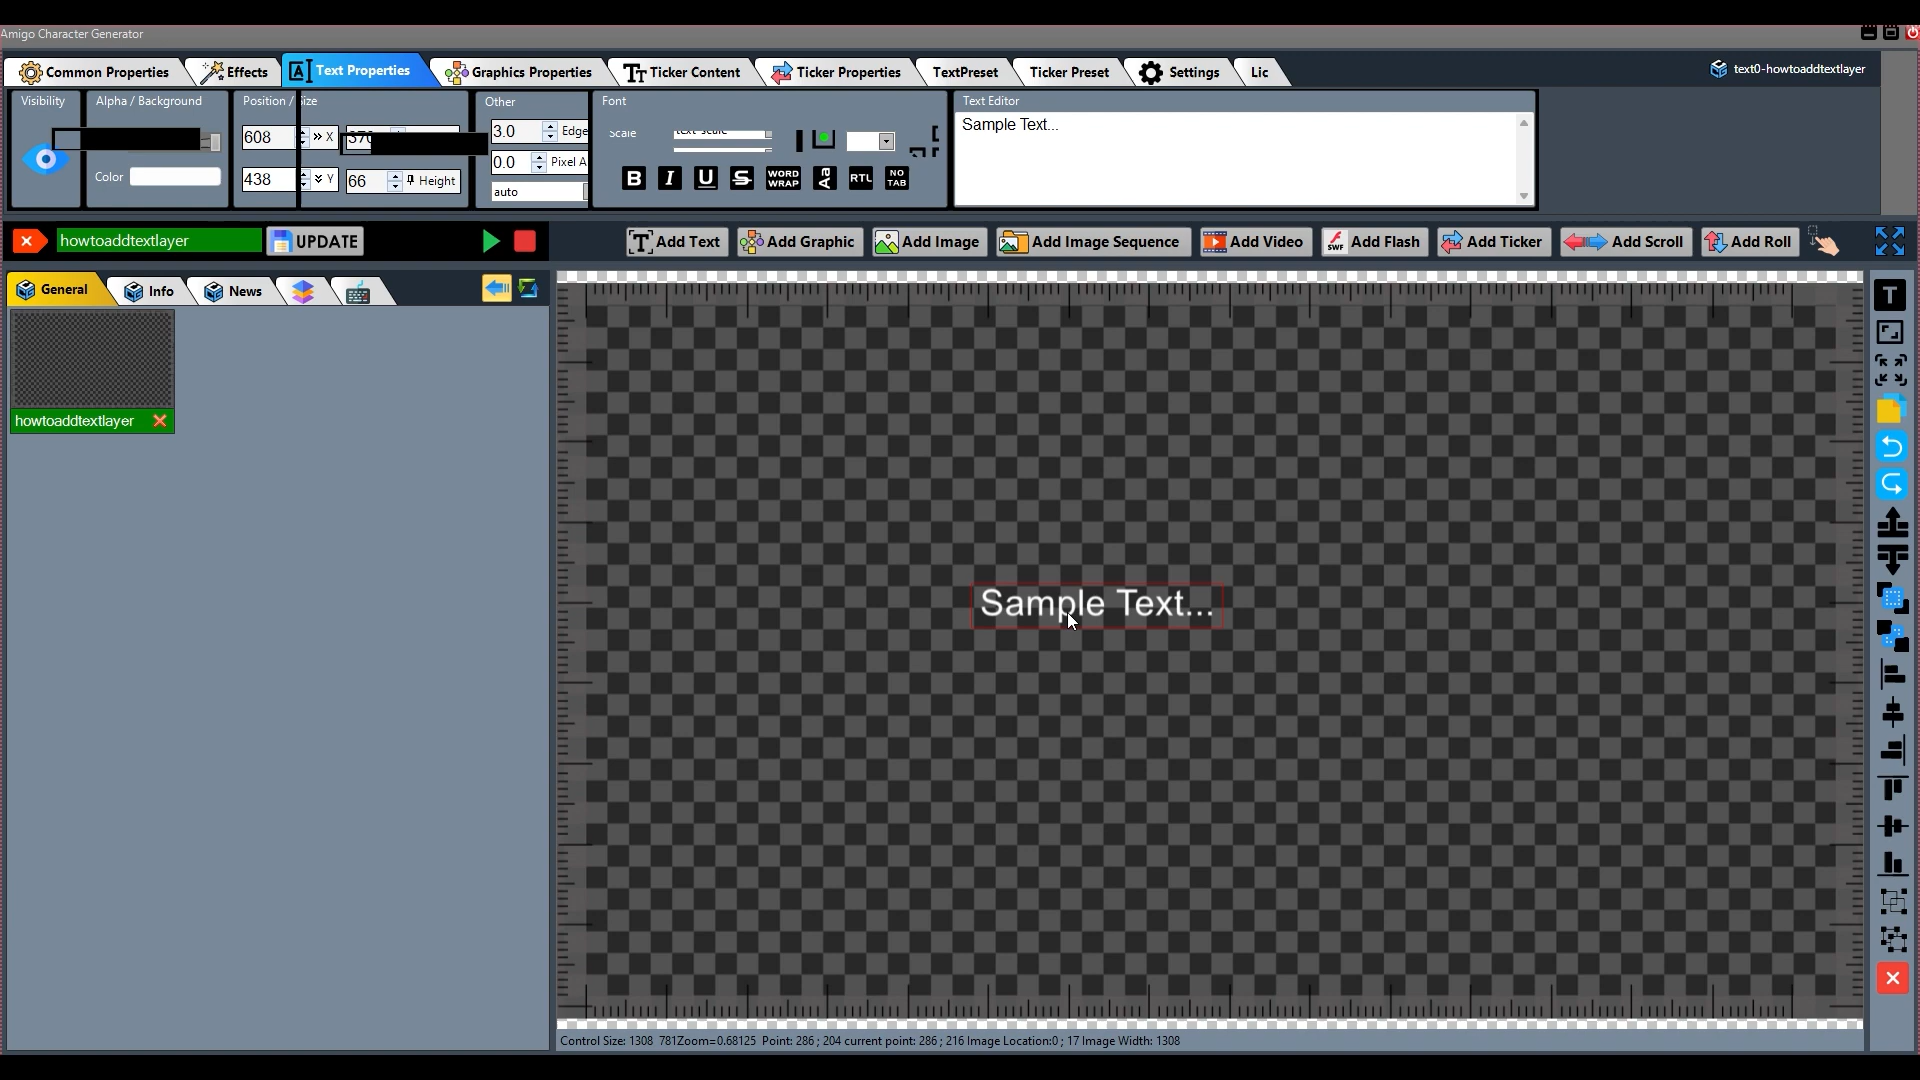 Amigo Character Generator
Common Properties
Effects
Text Properties
Graphics Properties
Ticker Content
Ticker Properties
TextPreset
Ticker Preset
Settings
Lic
text0-howtoaddtextlayer
Visibility
Alpha / Background
Position / Size
Other
Font
Text Editor
608
X
3.0
Edge
Scale
Sample Text...
0.0
Pixel A
Color
438
Y
66
Height
auto
B
I
U
S
WORD
WRAP
Aa
RTL
NO
TAB
howtoaddtextlayer
UPDATE
Add Text
Add Graphic
Add Image
Add Image Sequence
Add Video
SWF
Add Flash
Add Ticker
Add Scroll
Add Roll
General
Info
News
T
howtoaddtextlayer
Sample Text...
Control Size: 1308 781Zoom=0.68125 Point: 286 ; 204 current point: 286 ; 216 Image Location:0 ; 17 Image Width: 1308